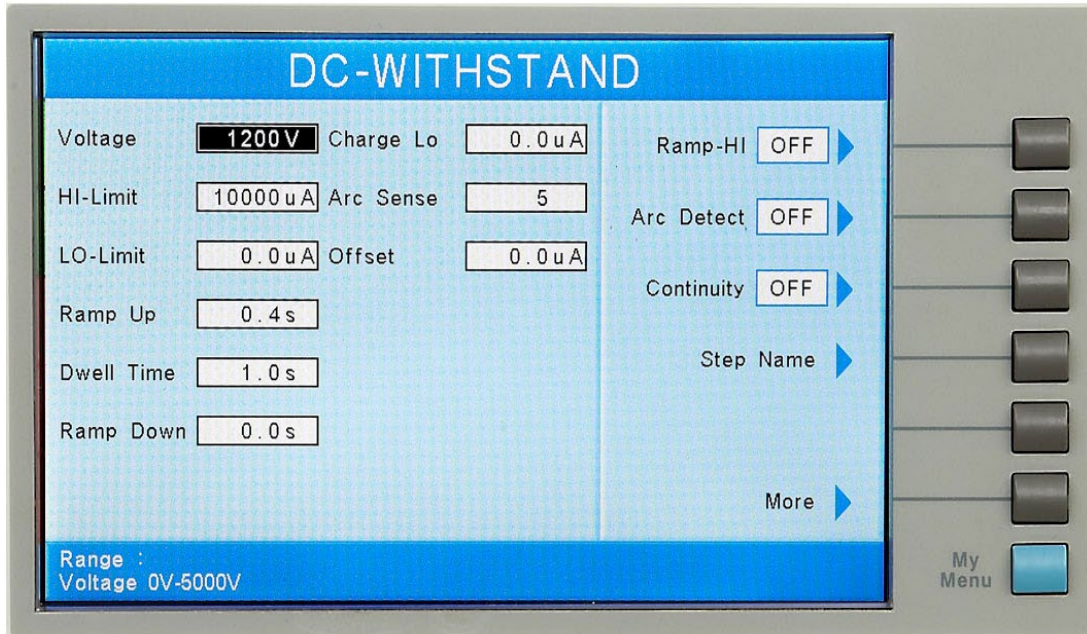 DC-WITHSTAND
Voltage 1200V Charge Lo 0.0uA
HI-Limit 10000uA Arc Sense 5
LO-Limit 0.0uA Offset 0.0uA
Ramp Up 0.4s
Dwell Time 1.0s
Ramp Down 0.0s
Ramp-HI OFF
Arc Detect OFF
Continuity OFF
Step Name
More
Range :
Voltage 0V-5000V
My
Menu